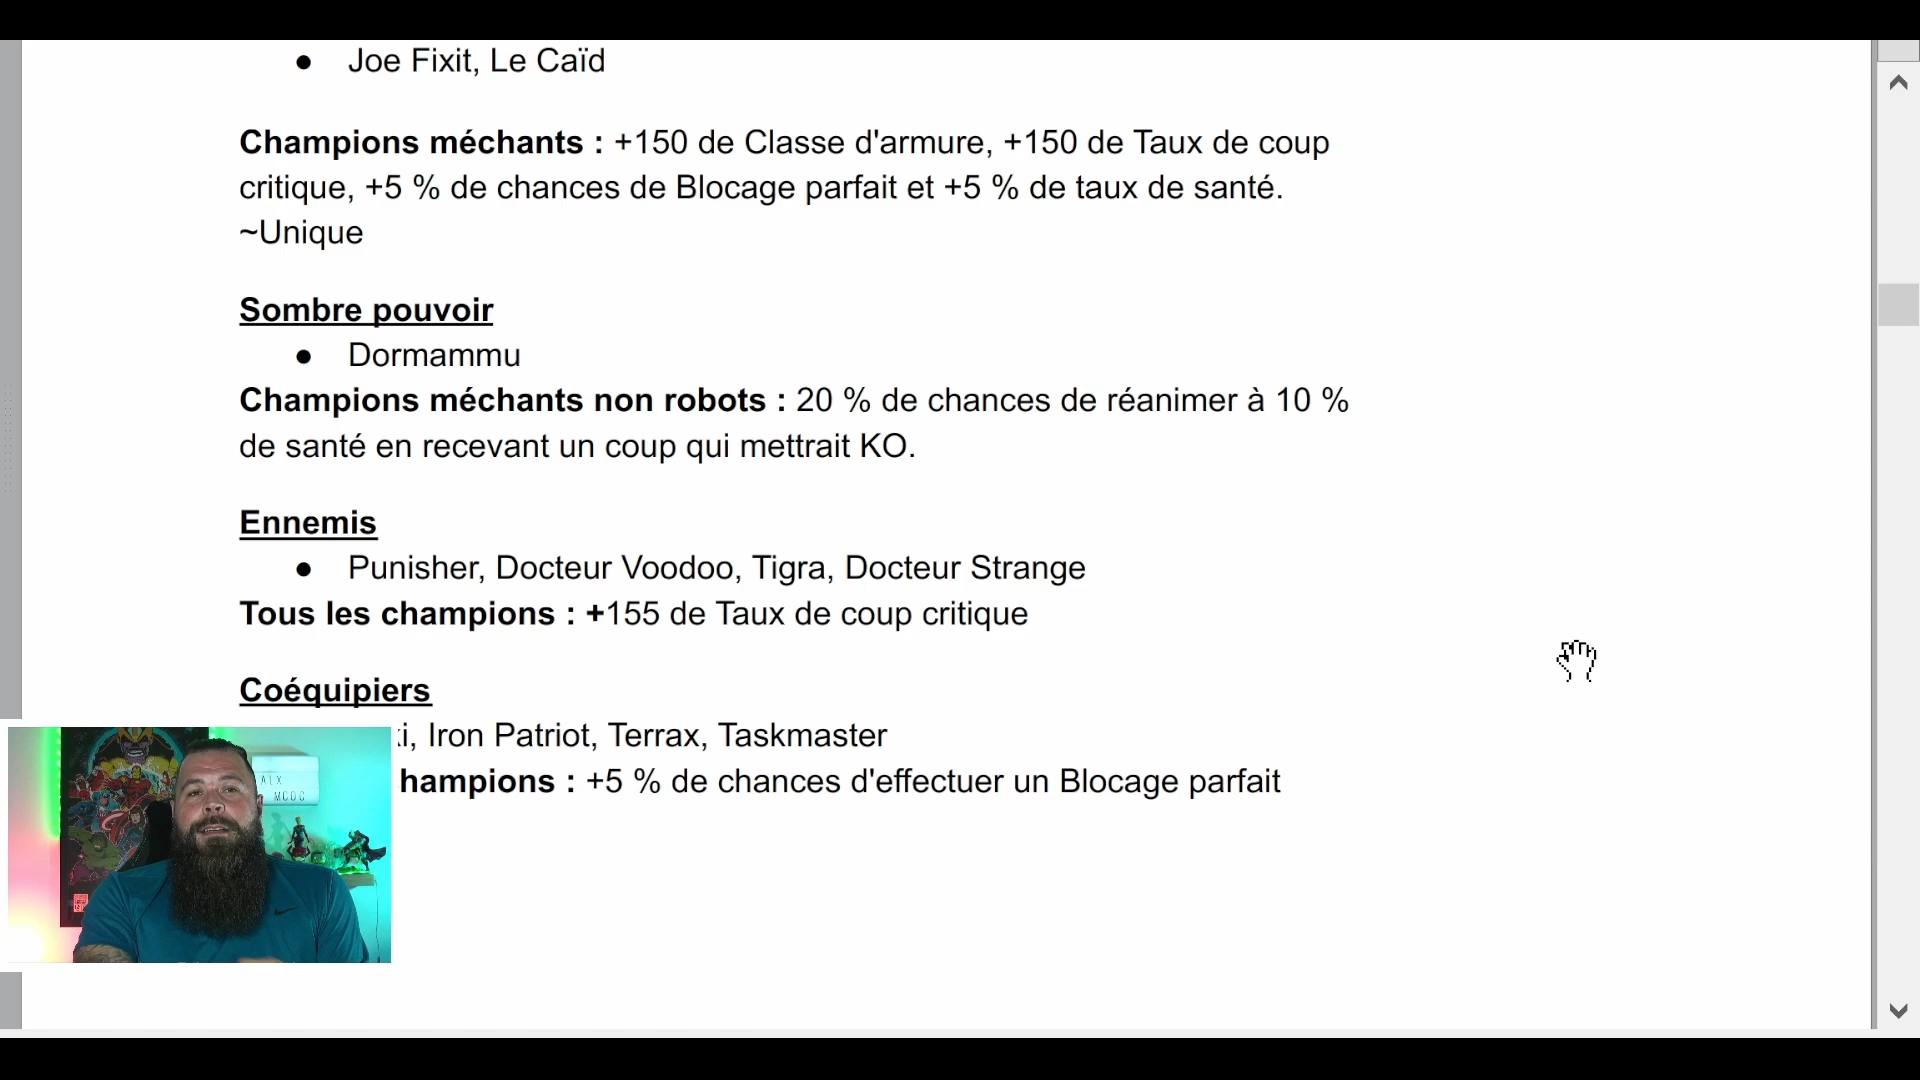 ● Joe Fixit, Le Caïd
Champions méchants : +150 de Classe d'armure, +150 de Taux de coup
critique, +5 % de chances de Blocage parfait et +5 % de taux de santé.
~Unique
Sombre pouvoir
● Dormammu
Champions méchants non robots : 20 % de chances de réanimer à 10 %
de santé en recevant un coup qui mettrait KO.
Ennemis
● Punisher, Docteur Voodoo, Tigra, Docteur Strange
Tous les champions : +155 de Taux de coup critique
Coéquipiers
i, Iron Patriot, Terrax, Taskmaster
hampions : +5 % de chances d'effectuer un Blocage parfait
ALX
MCOC